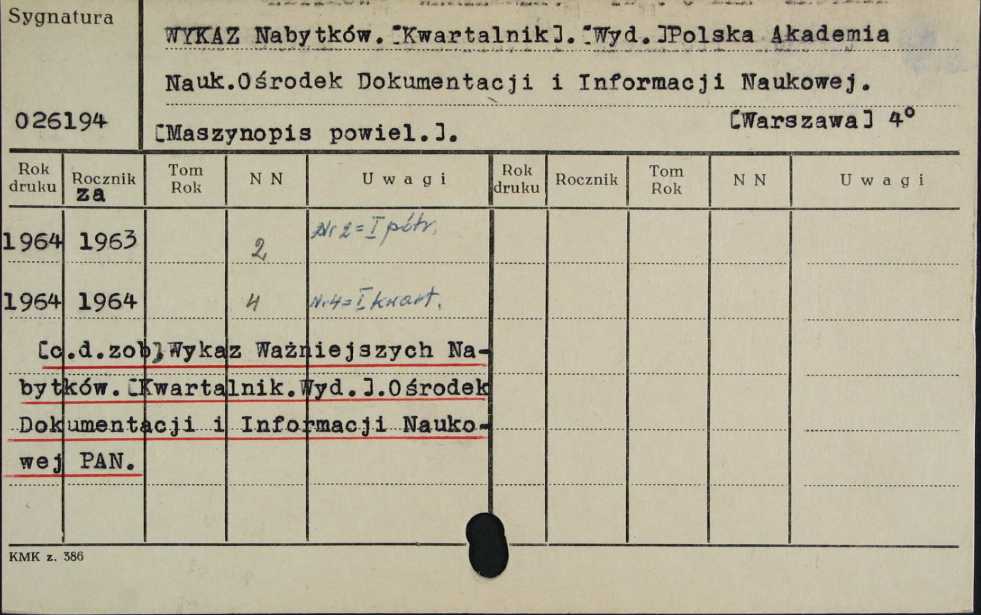 Sygnatura
WYKAZ Nabytków.[Kwartalnik].[Wyd.]Polska Akademia
Nauk.Ośrodek Dokumentacji i Informacji Naukowej.
026194
[Maszynopis powiel.]. [Warszawa] 4°
Rok druku Rocznik za Tom Rok N N U w a g i Rok druku Rocznik Tom Rok N N U w a g i
1964 1963 2 Nr 2 = I półr.
1964 1964 4 Nr 4 = I kwart.
[c.d.zob].Wykaz Ważniejszych Na-
bytków.[Kwartalnik.Wyd.].Ośrodek
Dokumentacji i Informacji Nauko-
wej PAN.
KMK z. 386